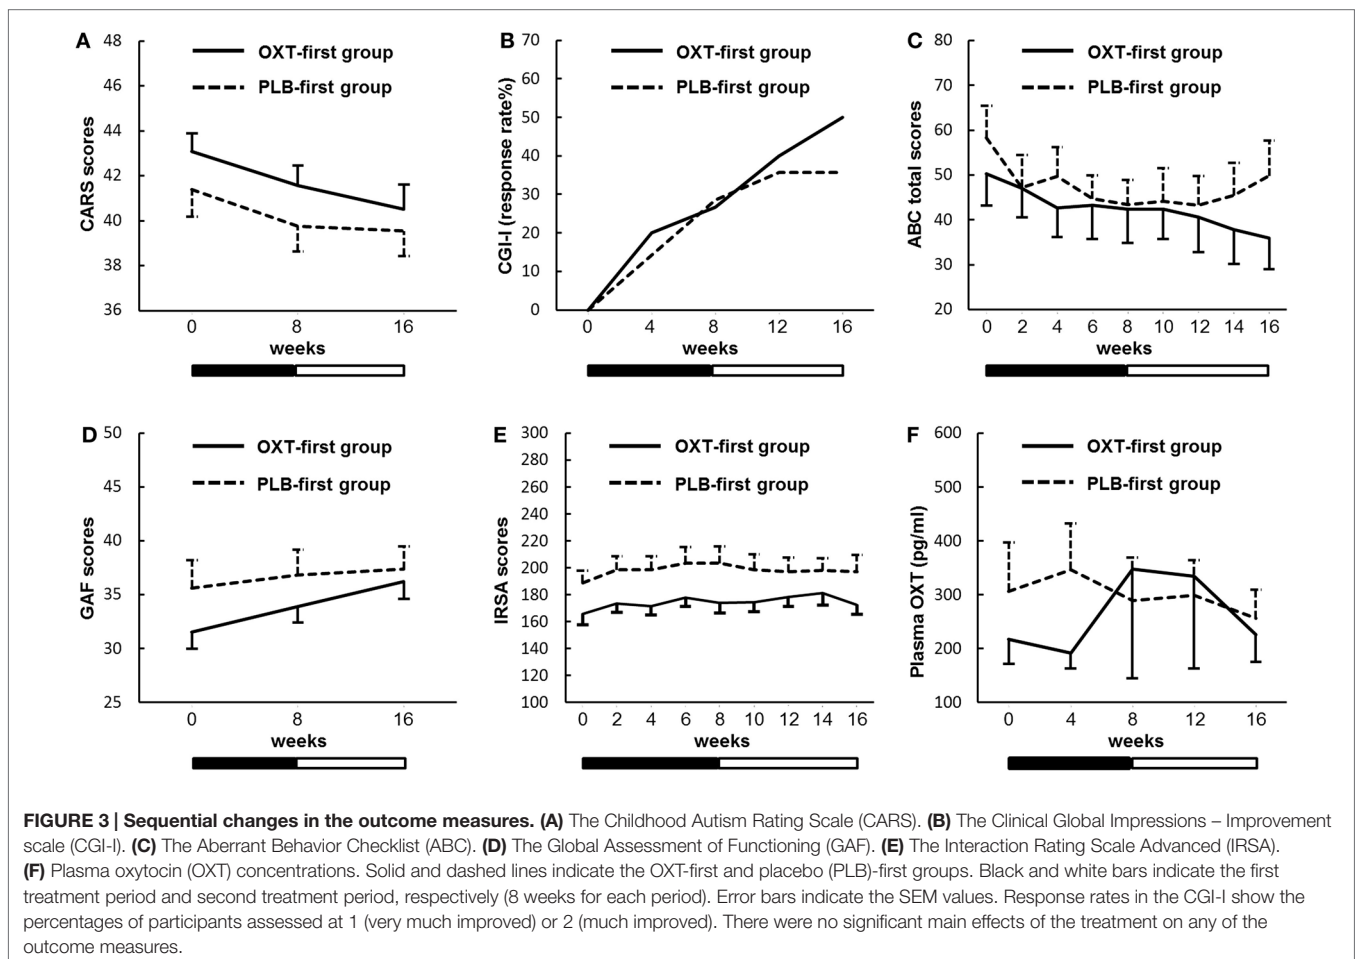 A
48
46
44
42
40
38
36
CARS scores
OXT-first group
PLB-first group
0 8 16
weeks
B
70
60
50
40
30
20
10
0
CGI-I (response rate%)
OXT-first group
PLB-first group
0 4 8 12 16
weeks
C
80
70
60
50
40
30
20
ABC total scores
OXT-first group
PLB-first group
0 2 4 6 8 10 12 14 16
weeks
D
50
45
40
35
30
25
GAF scores
OXT-first group
PLB-first group
0 8 16
weeks
E
300
280
260
240
220
200
180
160
140
120
100
IRSA scores
OXT-first group
PLB-first group
0 2 4 6 8 10 12 14 16
weeks
F
600
500
400
300
200
100
Plasma OXT (pg/ml)
OXT-first group
PLB-first group
0 4 8 12 16
weeks
FIGURE 3 | Sequential changes in the outcome measures. (A) The Childhood Autism Rating Scale (CARS). (B) The Clinical Global Impressions – Improvement
scale (CGI-I). (C) The Aberrant Behavior Checklist (ABC). (D) The Global Assessment of Functioning (GAF). (E) The Interaction Rating Scale Advanced (IRSA).
(F) Plasma oxytocin (OXT) concentrations. Solid and dashed lines indicate the OXT-first and placebo (PLB)-first groups. Black and white bars indicate the first
treatment period and second treatment period, respectively (8 weeks for each period). Error bars indicate the SEM values. Response rates in the CGI-I show the
percentages of participants assessed at 1 (very much improved) or 2 (much improved). There were no significant main effects of the treatment on any of the
outcome measures.